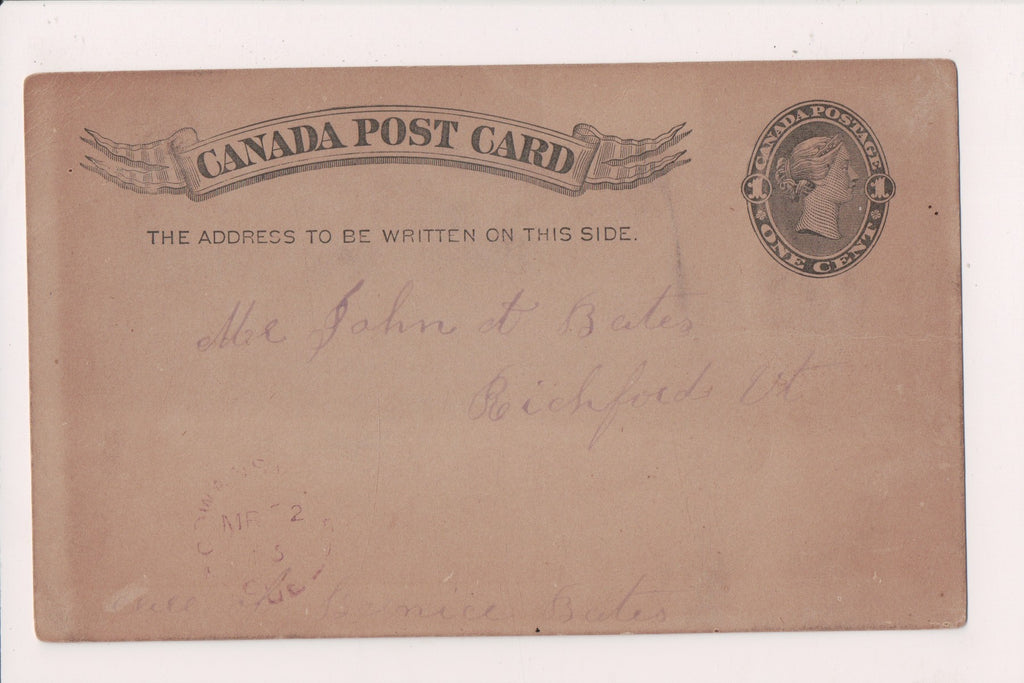 CANADA POST CARD
CANADA POSTAGE
1 1
ONE CENT
THE ADDRESS TO BE WRITTEN ON THIS SIDE.
Mr John A Bates
Richford Vt
MR 2
Bernice Bates